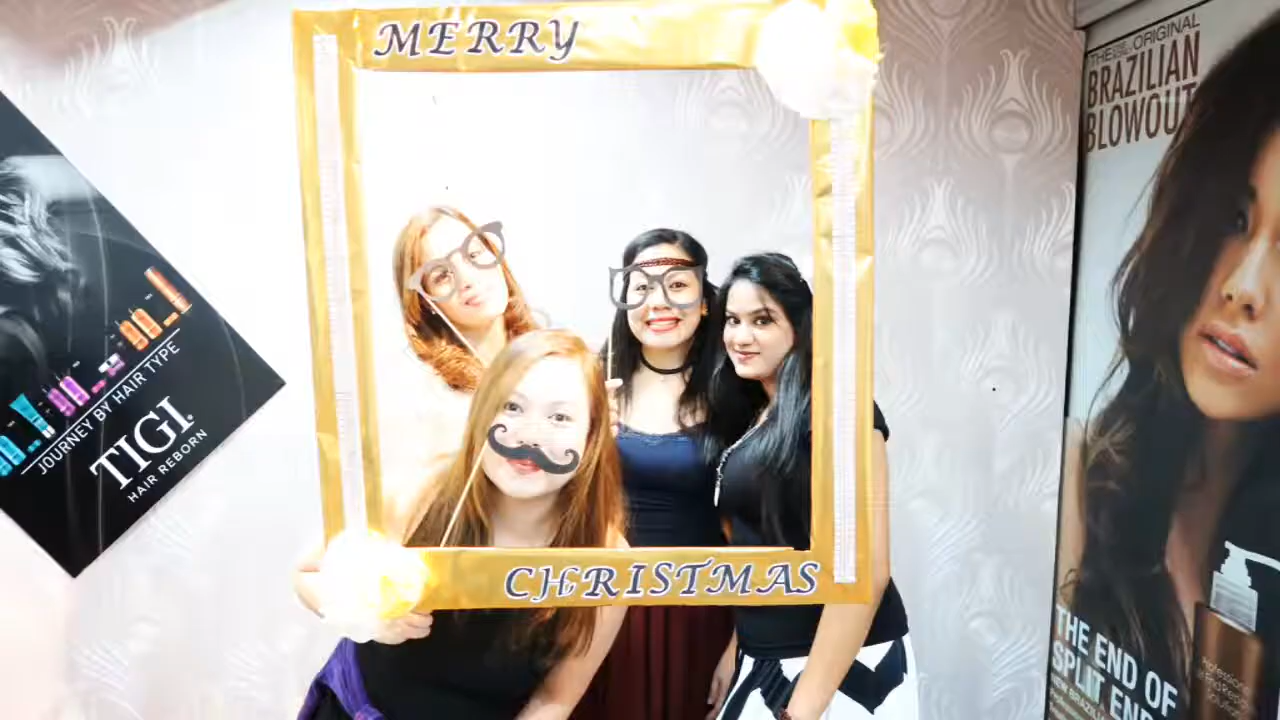 MERRY
CHRISTMAS
JOURNEY BY HAIR TYPE
TIGI
HAIR REBORN
THE ORIGINAL
BRAZILIAN
BLOWOUT
THE END OF
SPLIT END